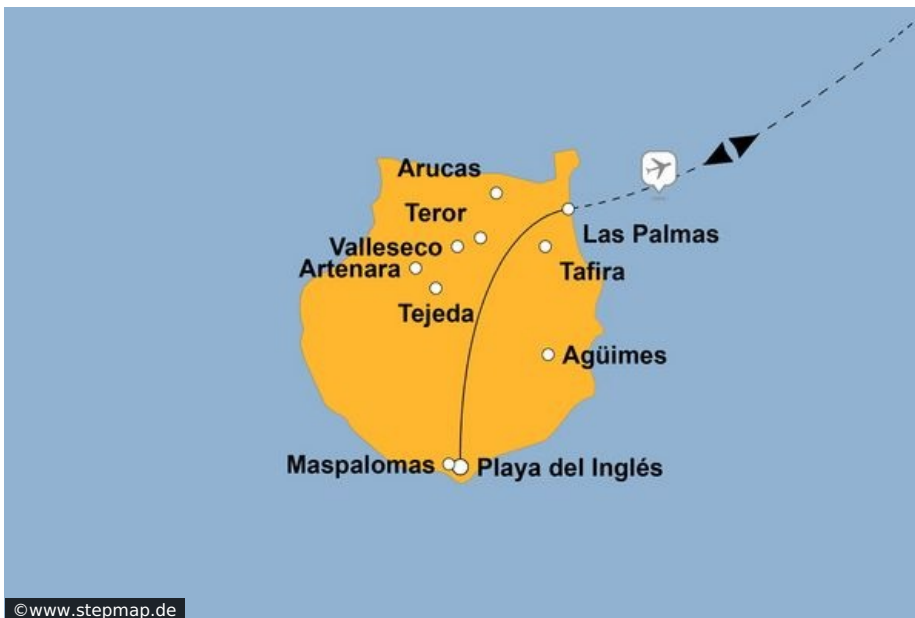 Arucas
Teror
Las Palmas
Valleseco
Artenara
Tafira
Tejeda
Agüimes
Maspalomas
Playa del Inglés
©www.stepmap.de